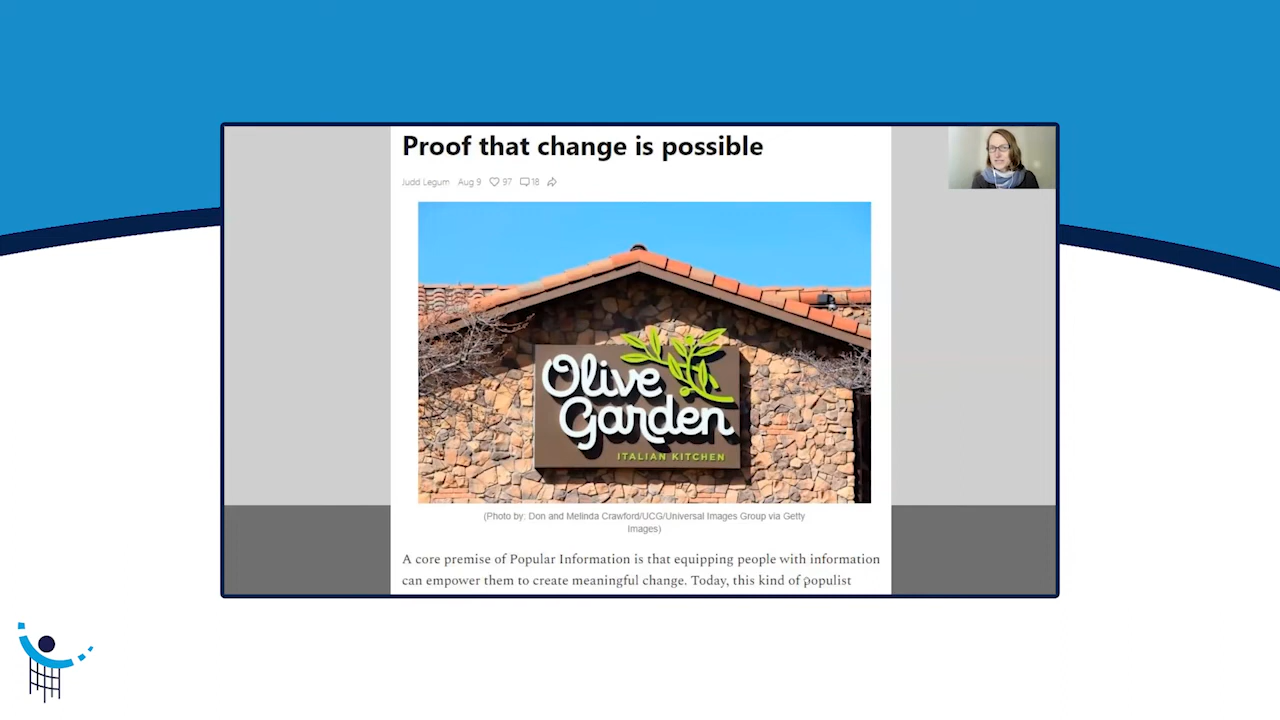 Proof that change is possible
Judd Legum Aug 9 97 18
Olive
Garden
ITALIAN KITCHEN
(Photo by: Don and Melinda Crawford/UCG/Universal Images Group via Getty
Images)
A core premise of Popular Information is that equipping people with information
can empower them to create meaningful change. Today, this kind of populist